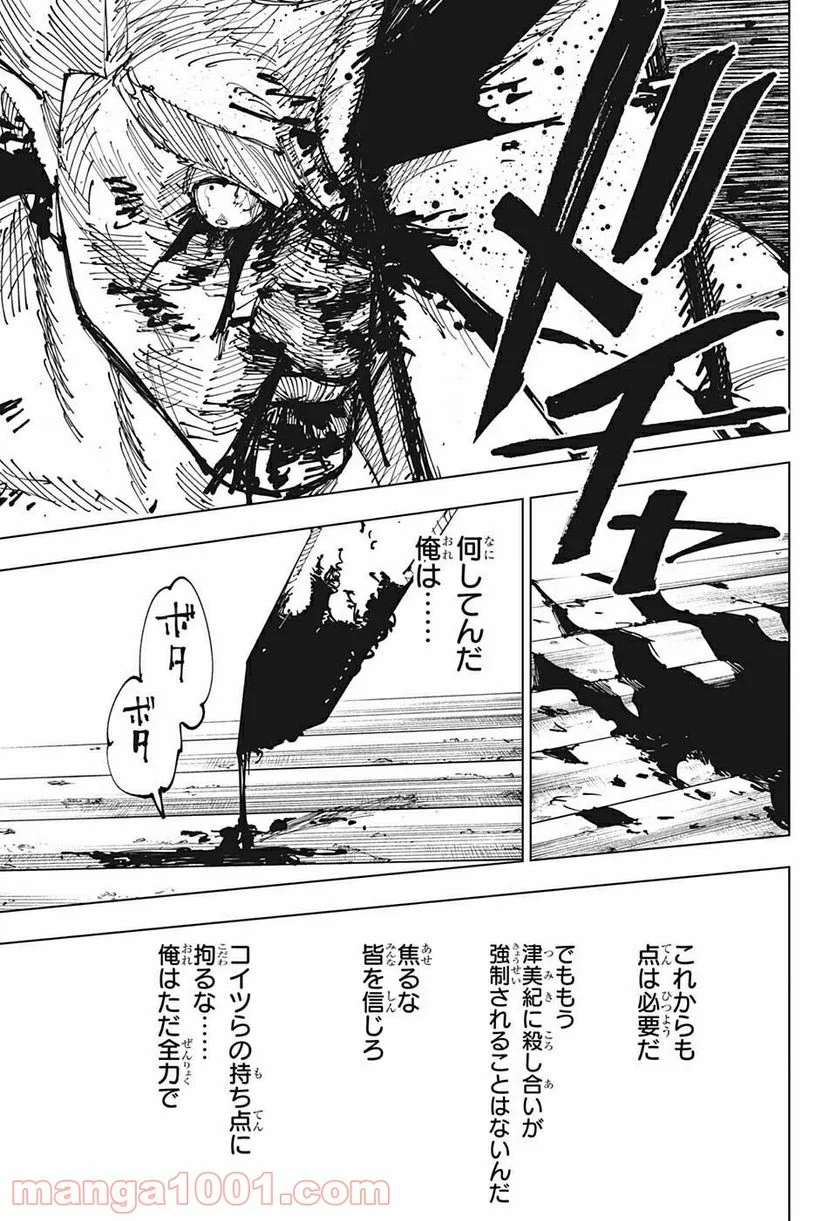 ドチャッ
何してんだ
俺は……
ボタ
ボタ
これからも
点は必要だ
でももう
津美紀に殺し合いが
強制されることはないんだ
焦るな
皆を信じろ
コイツらの持ち点に
拘るな……
俺はただ全力で
manga1001.com